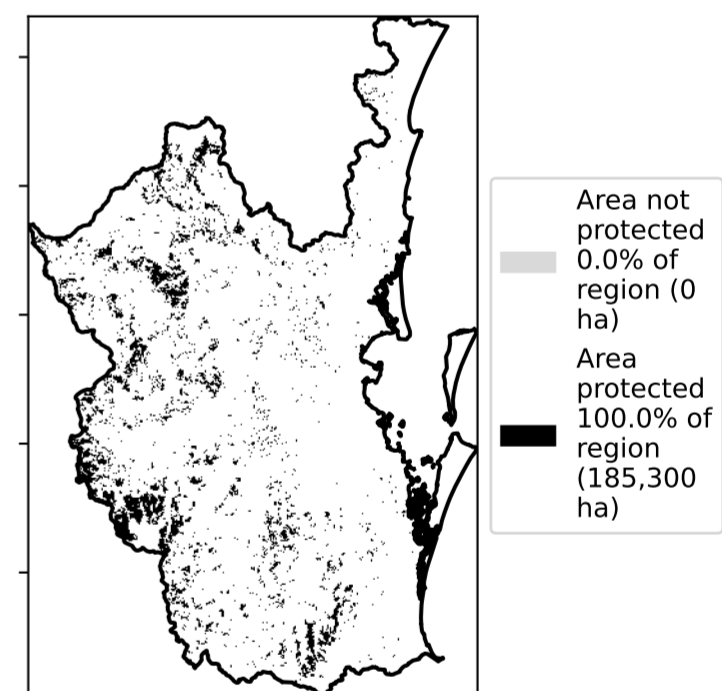 Area not
protected
0.0% of
region (0
ha)
Area
protected
100.0% of
region
(185,300
ha)